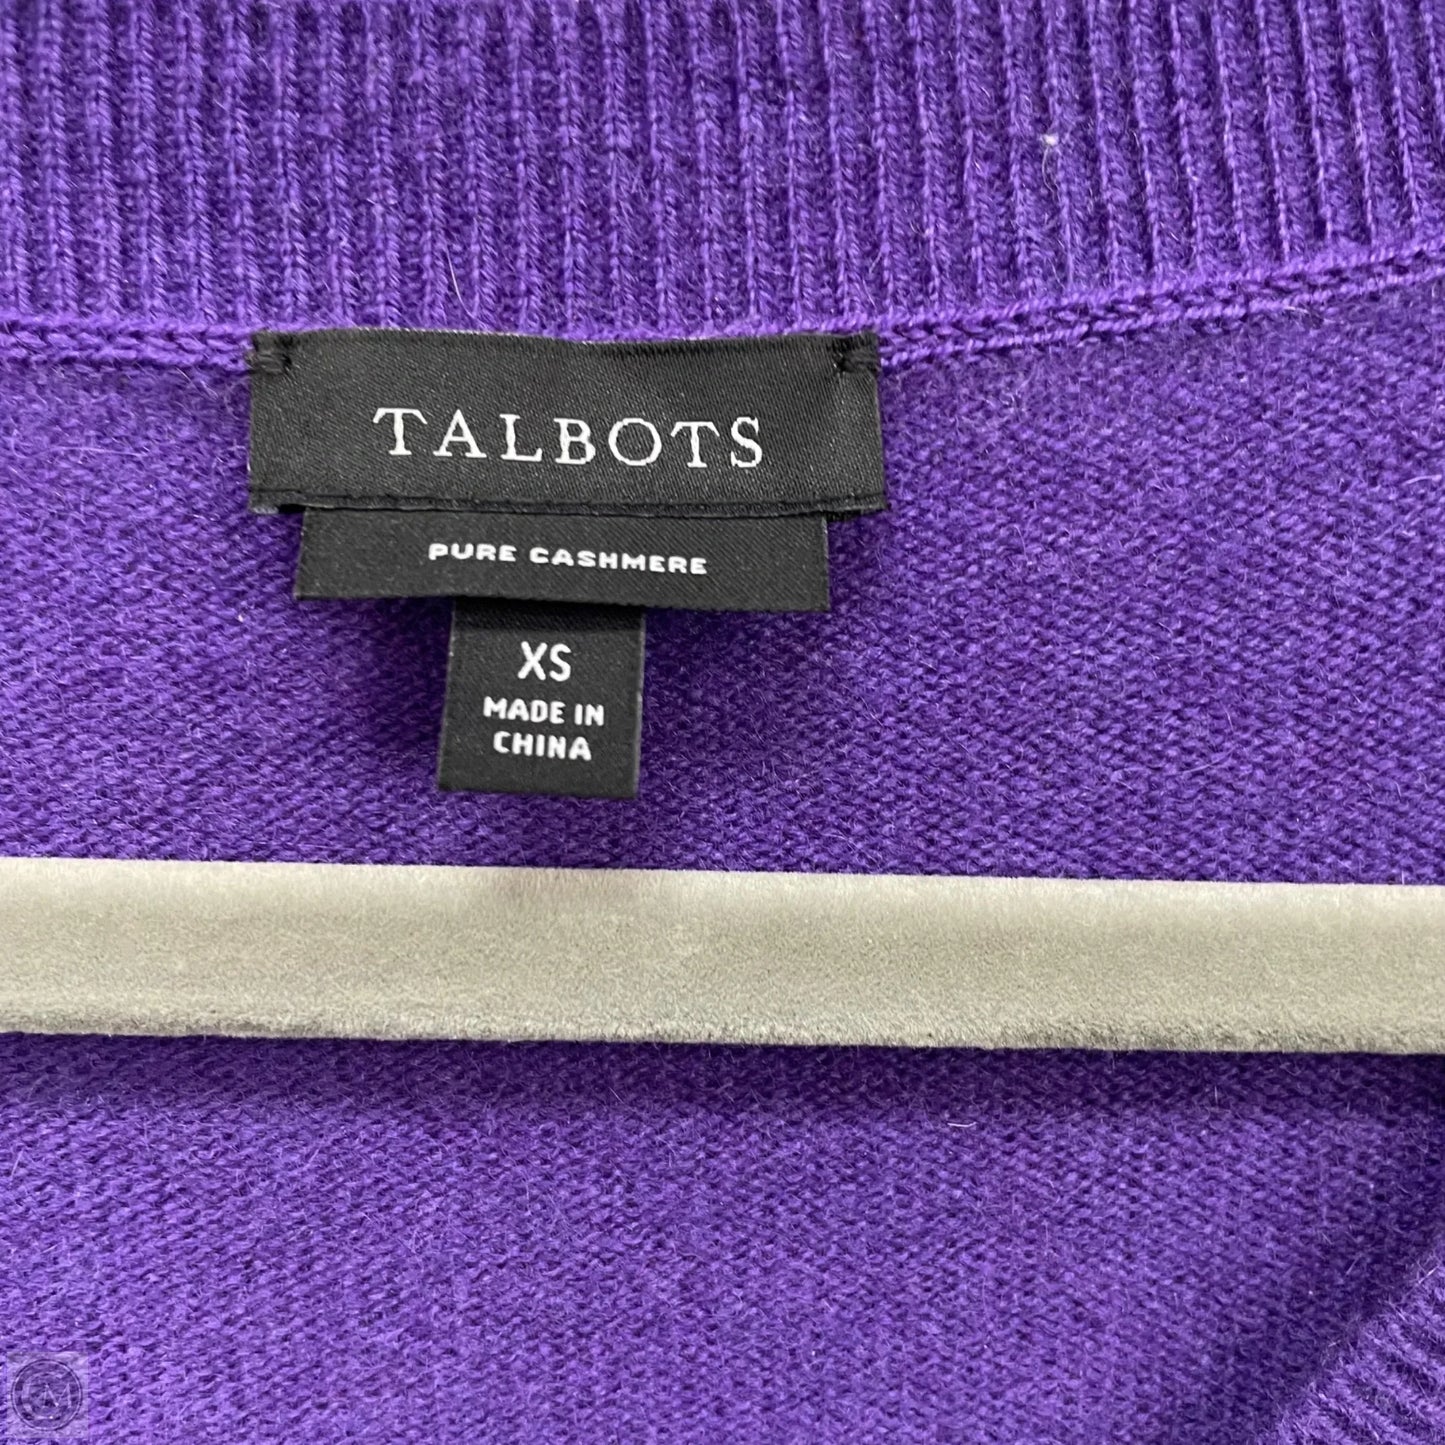 TALBOTS
PURE CASHMERE
XS
MADE IN
CHINA